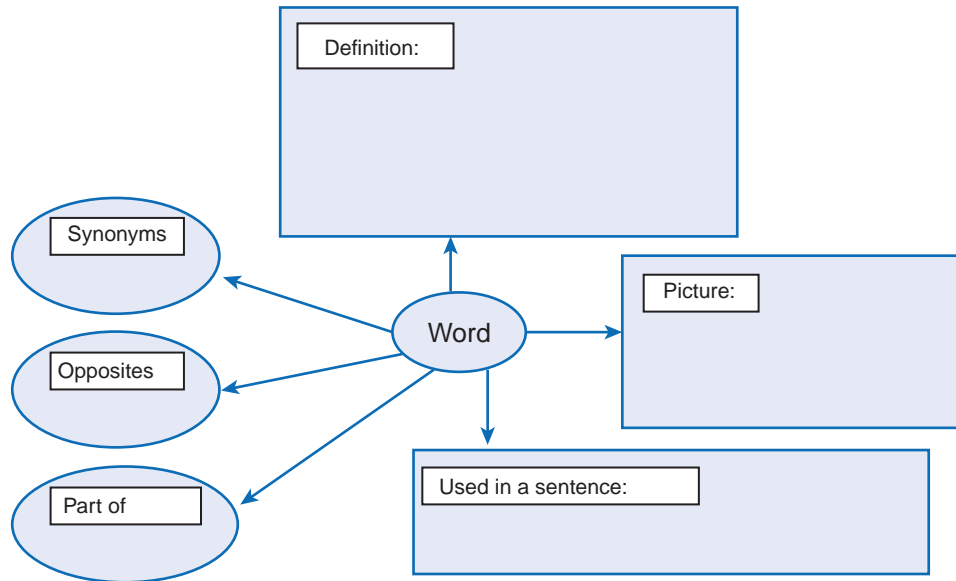 Definition:
Synonyms
Picture:
Word
Opposites
Used in a sentence:
Part of